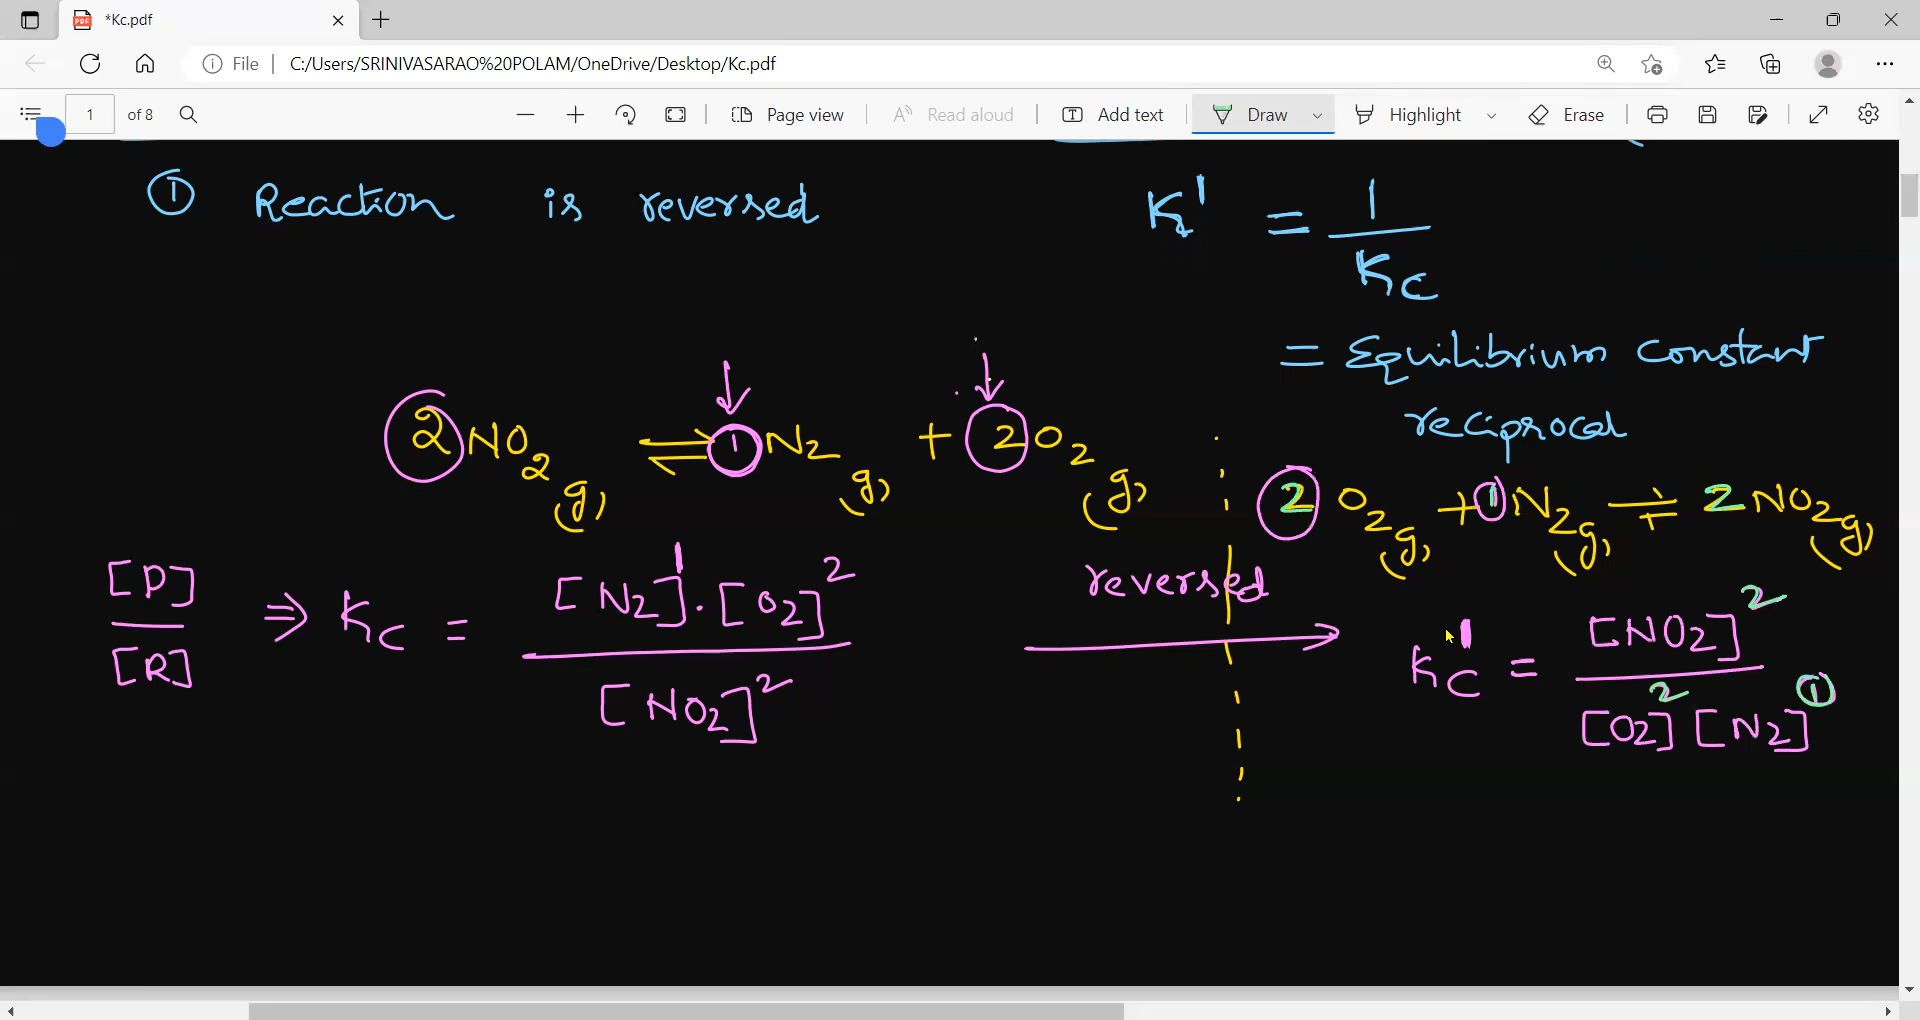 *Kc.pdf
File | C:/Users/SRINIVASARAO%20POLAM/OneDrive/Desktop/Kc.pdf
1 of 8 Page view Read aloud Add text Draw Highlight Erase
① Reaction is reversed
K' = 1 / Kc
= Equilibrium constant
reciprocal
2NO2(g) ⇌ 1N2(g) + 2O2(g)
2O2(g) + 1N2(g) ⇌ 2NO2(g)
[P] / [R] ⇒ Kc = [N2]^1 . [O2]^2 / [NO2]^2
reversed
Kc' = [NO2]^2 / [O2]^2 [N2]^①